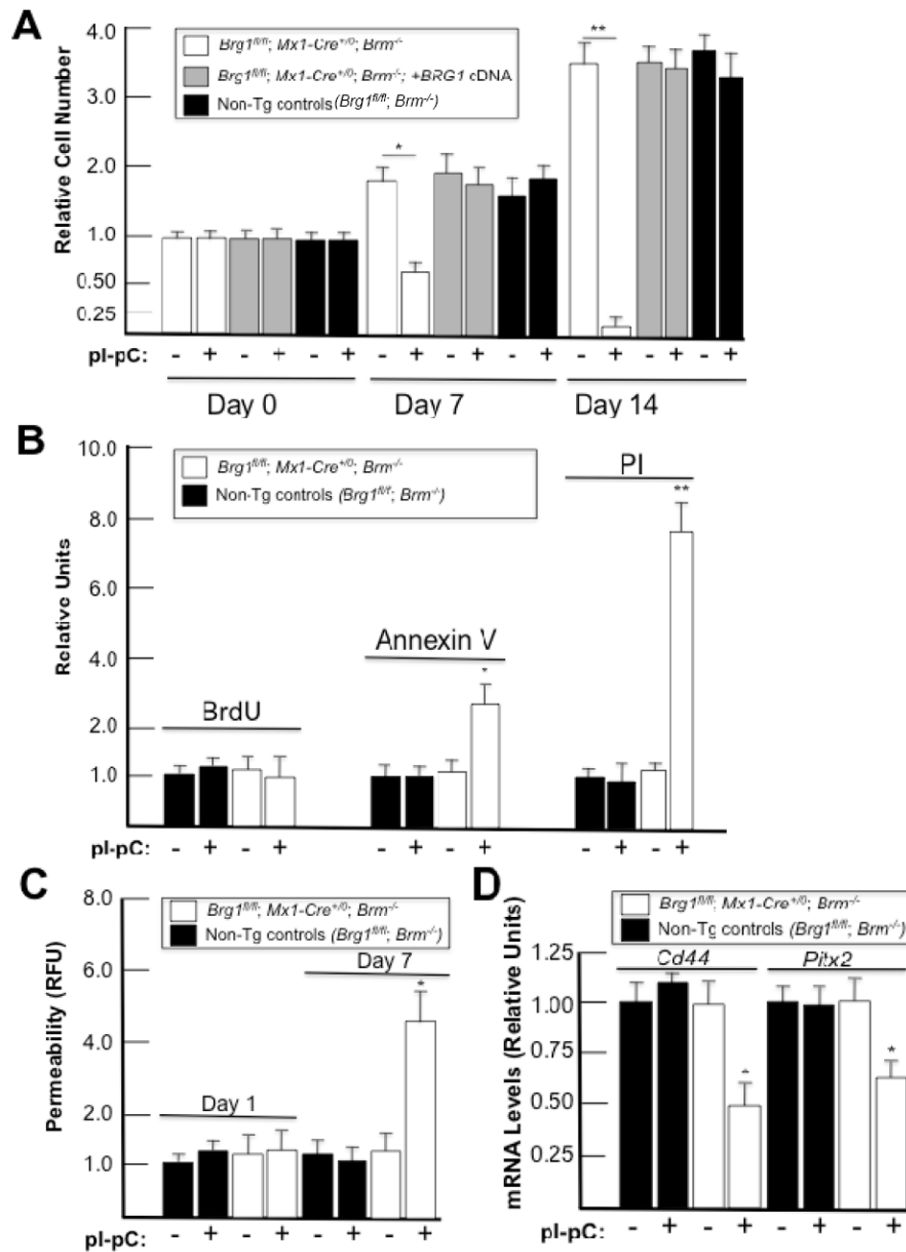 A
4.0
3.0
2.0
1.0
0.50
0.25
Relative Cell Number
Brg1fl/fl; Mx1-Cre+/0; Brm-/-
Brg1fl/fl; Mx1-Cre+/0; Brm-/-; +BRG1 cDNA
Non-Tg controls (Brg1fl/fl; Brm-/-)
*
**
pI-pC: - + - + - + - + - + - + - + - + - +
Day 0 Day 7 Day 14
B
10.0
8.0
6.0
4.0
2.0
1.0
Relative Units
Brg1fl/fl; Mx1-Cre+/0; Brm-/-
Non-Tg controls (Brg1fl/f; Brm-/-)
PI
**
Annexin V
*
BrdU
pI-pC: - + - + - + - + - + - +
C
8.0
6.0
4.0
2.0
1.0
Permeability (RFU)
Brg1fl/fl; Mx1-Cre+/0; Brm-/-
Non-Tg controls (Brg1fl/fl; Brm-/-)
Day 7
*
Day 1
pI-pC: - + - + - + - +
D
Brg1fl/fl; Mx1-Cre+/0; Brm-/-
Non-Tg controls (Brg1fl/fl; Brm-/-)
1.25
1.00
0.75
0.50
0.25
mRNA Levels (Relative Units)
Cd44 Pitx2
*
*
pI-pC: - + - + - + - +